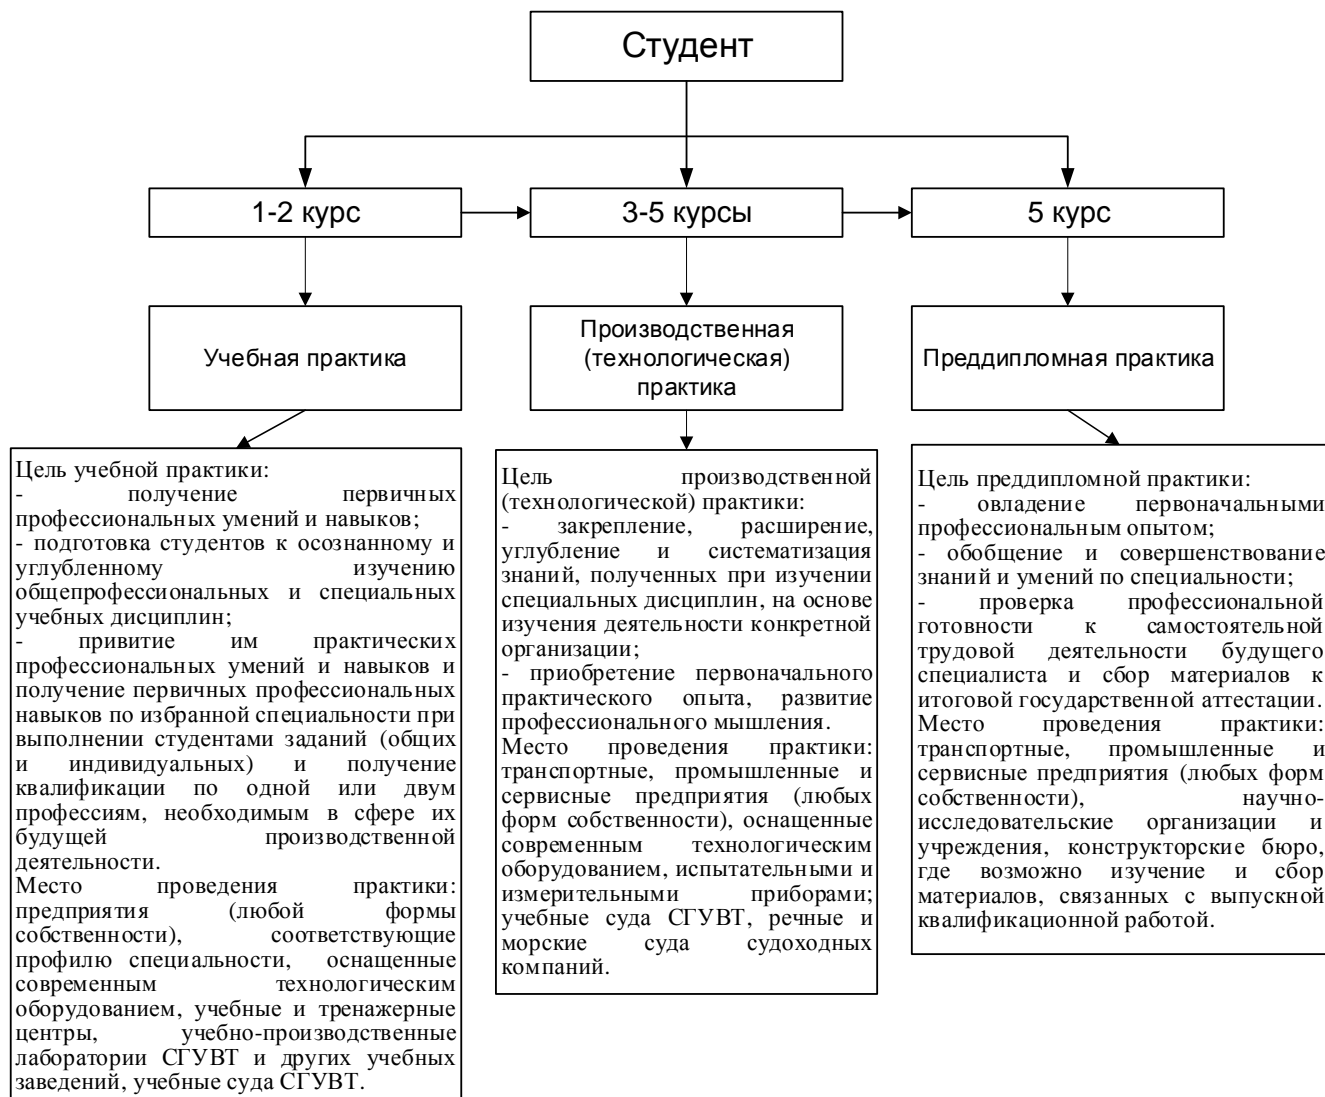 Студент
1-2 курс
3-5 курсы
5 курс
Учебная практика
Производственная
(технологическая)
практика
Преддипломная практика
Цель учебной практики:
- получение первичных
профессиональных умений и навыков;
- подготовка студентов к осознанному и
углубленному изучению
общепрофессиональных и специальных
учебных дисциплин;
- привитие им практических
профессиональных умений и навыков и
получение первичных профессиональных
навыков по избранной специальности при
выполнении студентами заданий (общих
и индивидуальных) и получение
квалификации по одной или двум
профессиям, необходимым в сфере их
будущей производственной
деятельности.
Место проведения практики:
предприятия (любой формы
собственности), соответствующие
профилю специальности, оснащенные
современным технологическим
оборудованием, учебные и тренажерные
центры, учебно-производственные
лаборатории СГУВТ и других учебных
заведений, учебные суда СГУВТ.
Цель производственной
(технологической) практики:
- закрепление, расширение,
углубление и систематизация
знаний, полученных при изучении
специальных дисциплин, на основе
изучения деятельности конкретной
организации;
- приобретение первоначального
практического опыта, развитие
профессионального мышления.
Место проведения практики:
транспортные, промышленные и
сервисные предприятия (любых
форм собственности), оснащенные
современным технологическим
оборудованием, испытательными и
измерительными приборами;
учебные суда СГУВТ, речные и
морские суда судоходных
компаний.
Цель преддипломной практики:
- овладение первоначальными
профессиональным опытом;
- обобщение и совершенствование
знаний и умений по специальности;
- проверка профессиональной
готовности к самостоятельной
трудовой деятельности будущего
специалиста и сбор материалов к
итоговой государственной аттестации.
Место проведения практики:
транспортные, промышленные и
сервисные предприятия (любых форм
собственности), научно-
исследовательские организации и
учреждения, конструкторские бюро,
где возможно изучение и сбор
материалов, связанных с выпускной
квалификационной работой.